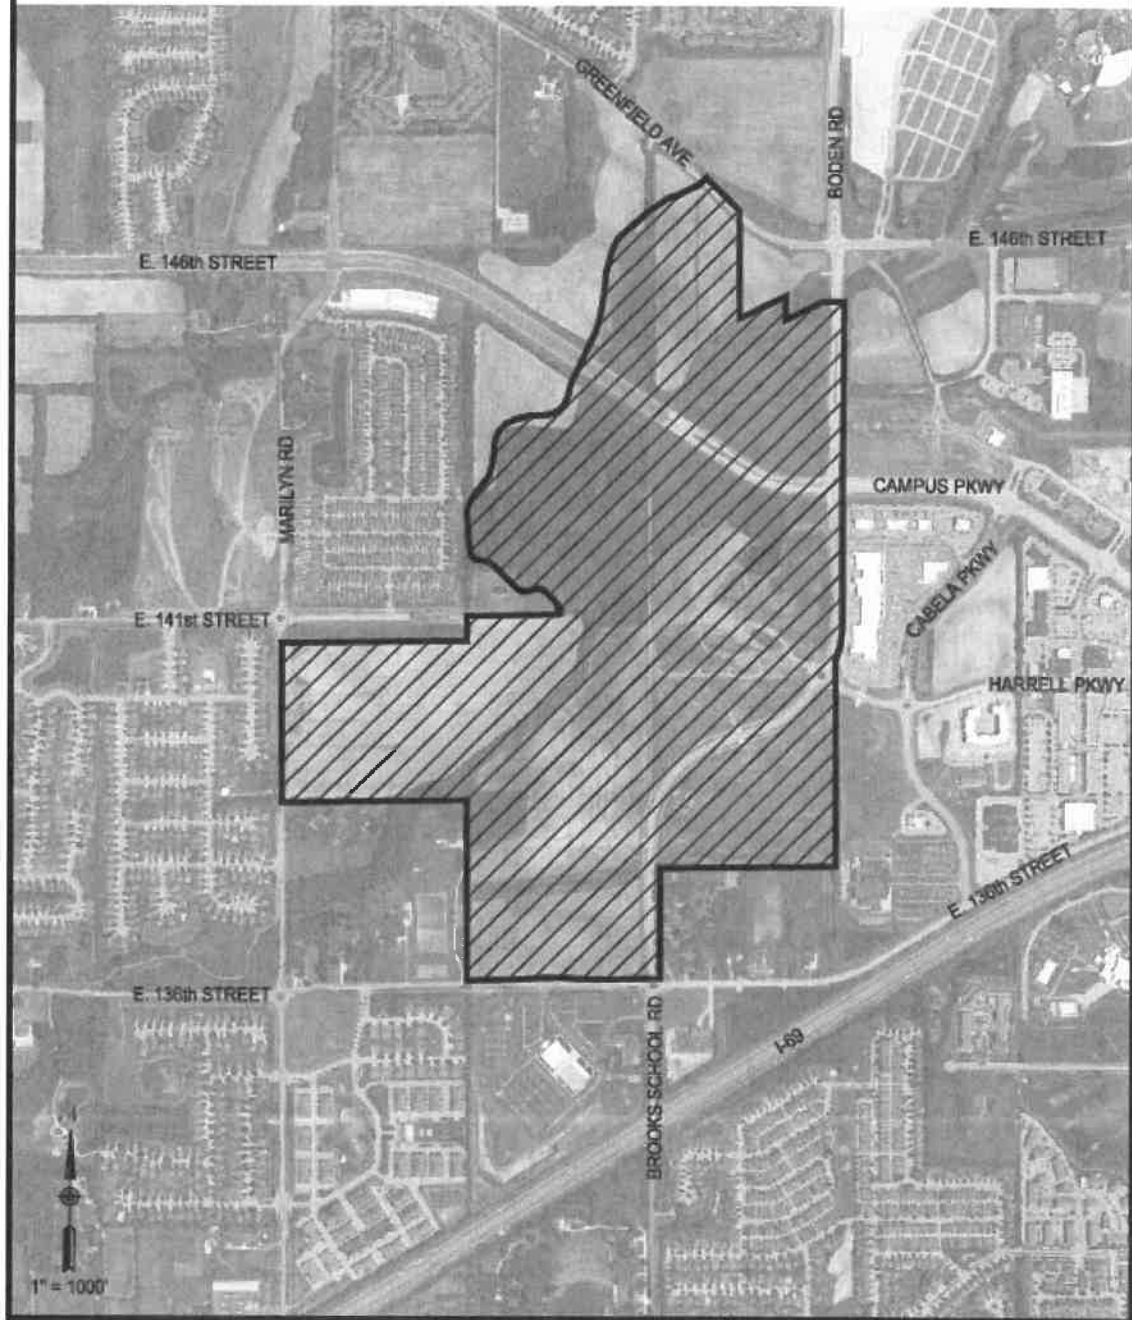 GREENFIELD AVE
BODEN RD
E. 146th STREET
E. 146th STREET
MARILYN RD
CAMPUS PKWY
CABELA PKWY
E. 141st STREET
HARRELL PKWY
E. 136th STREET
E. 136th STREET
I-69
BROOKS SCHOOL RD
1" = 1000'